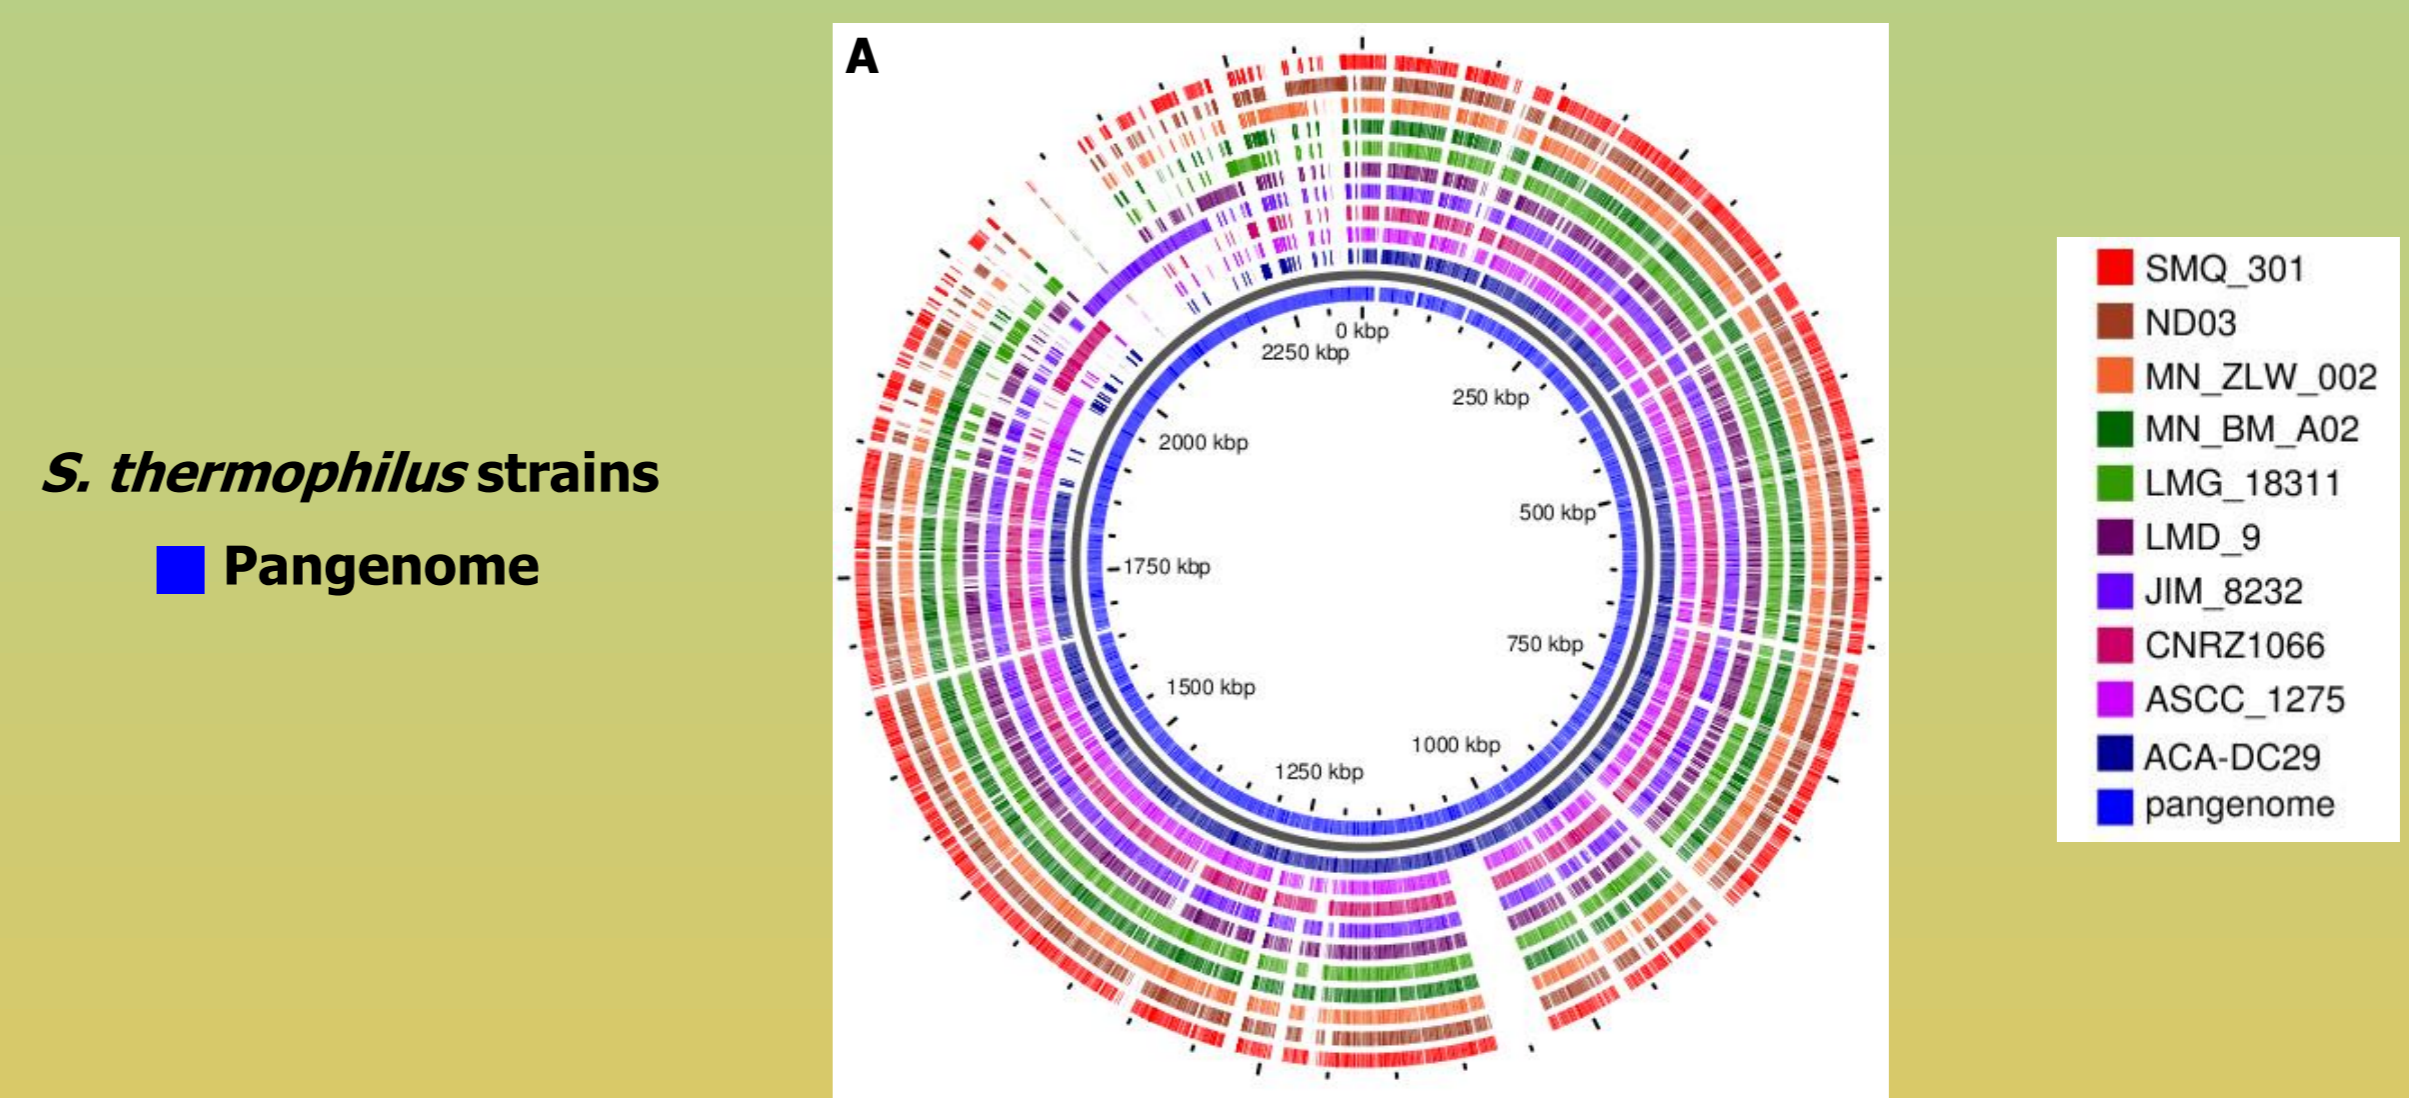 A
S. thermophilus strains
Pangenome
0 kbp
2250 kbp
250 kbp
2000 kbp
500 kbp
1750 kbp
750 kbp
1500 kbp
1000 kbp
1250 kbp
SMQ_301
ND03
MN_ZLW_002
MN_BM_A02
LMG_18311
LMD_9
JIM_8232
CNRZ1066
ASCC_1275
ACA-DC29
pangenome